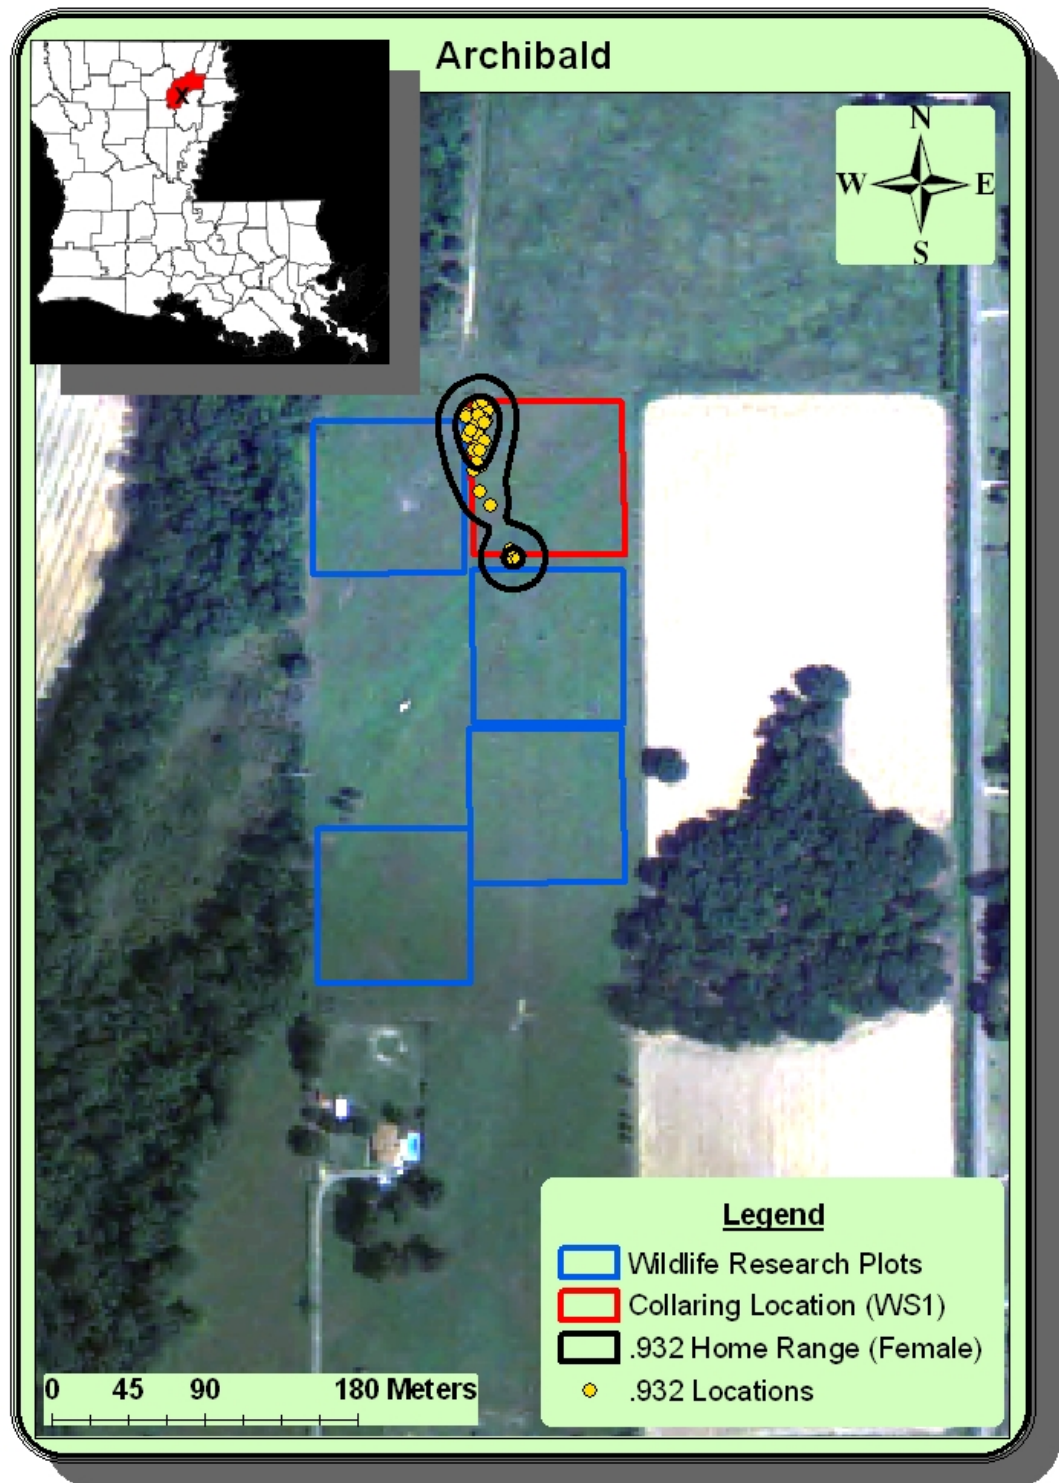 Archibald
X
N
W E
S
Legend
Wildlife Research Plots
Collaring Location (WS1)
.932 Home Range (Female)
.932 Locations
0 45 90 180 Meters